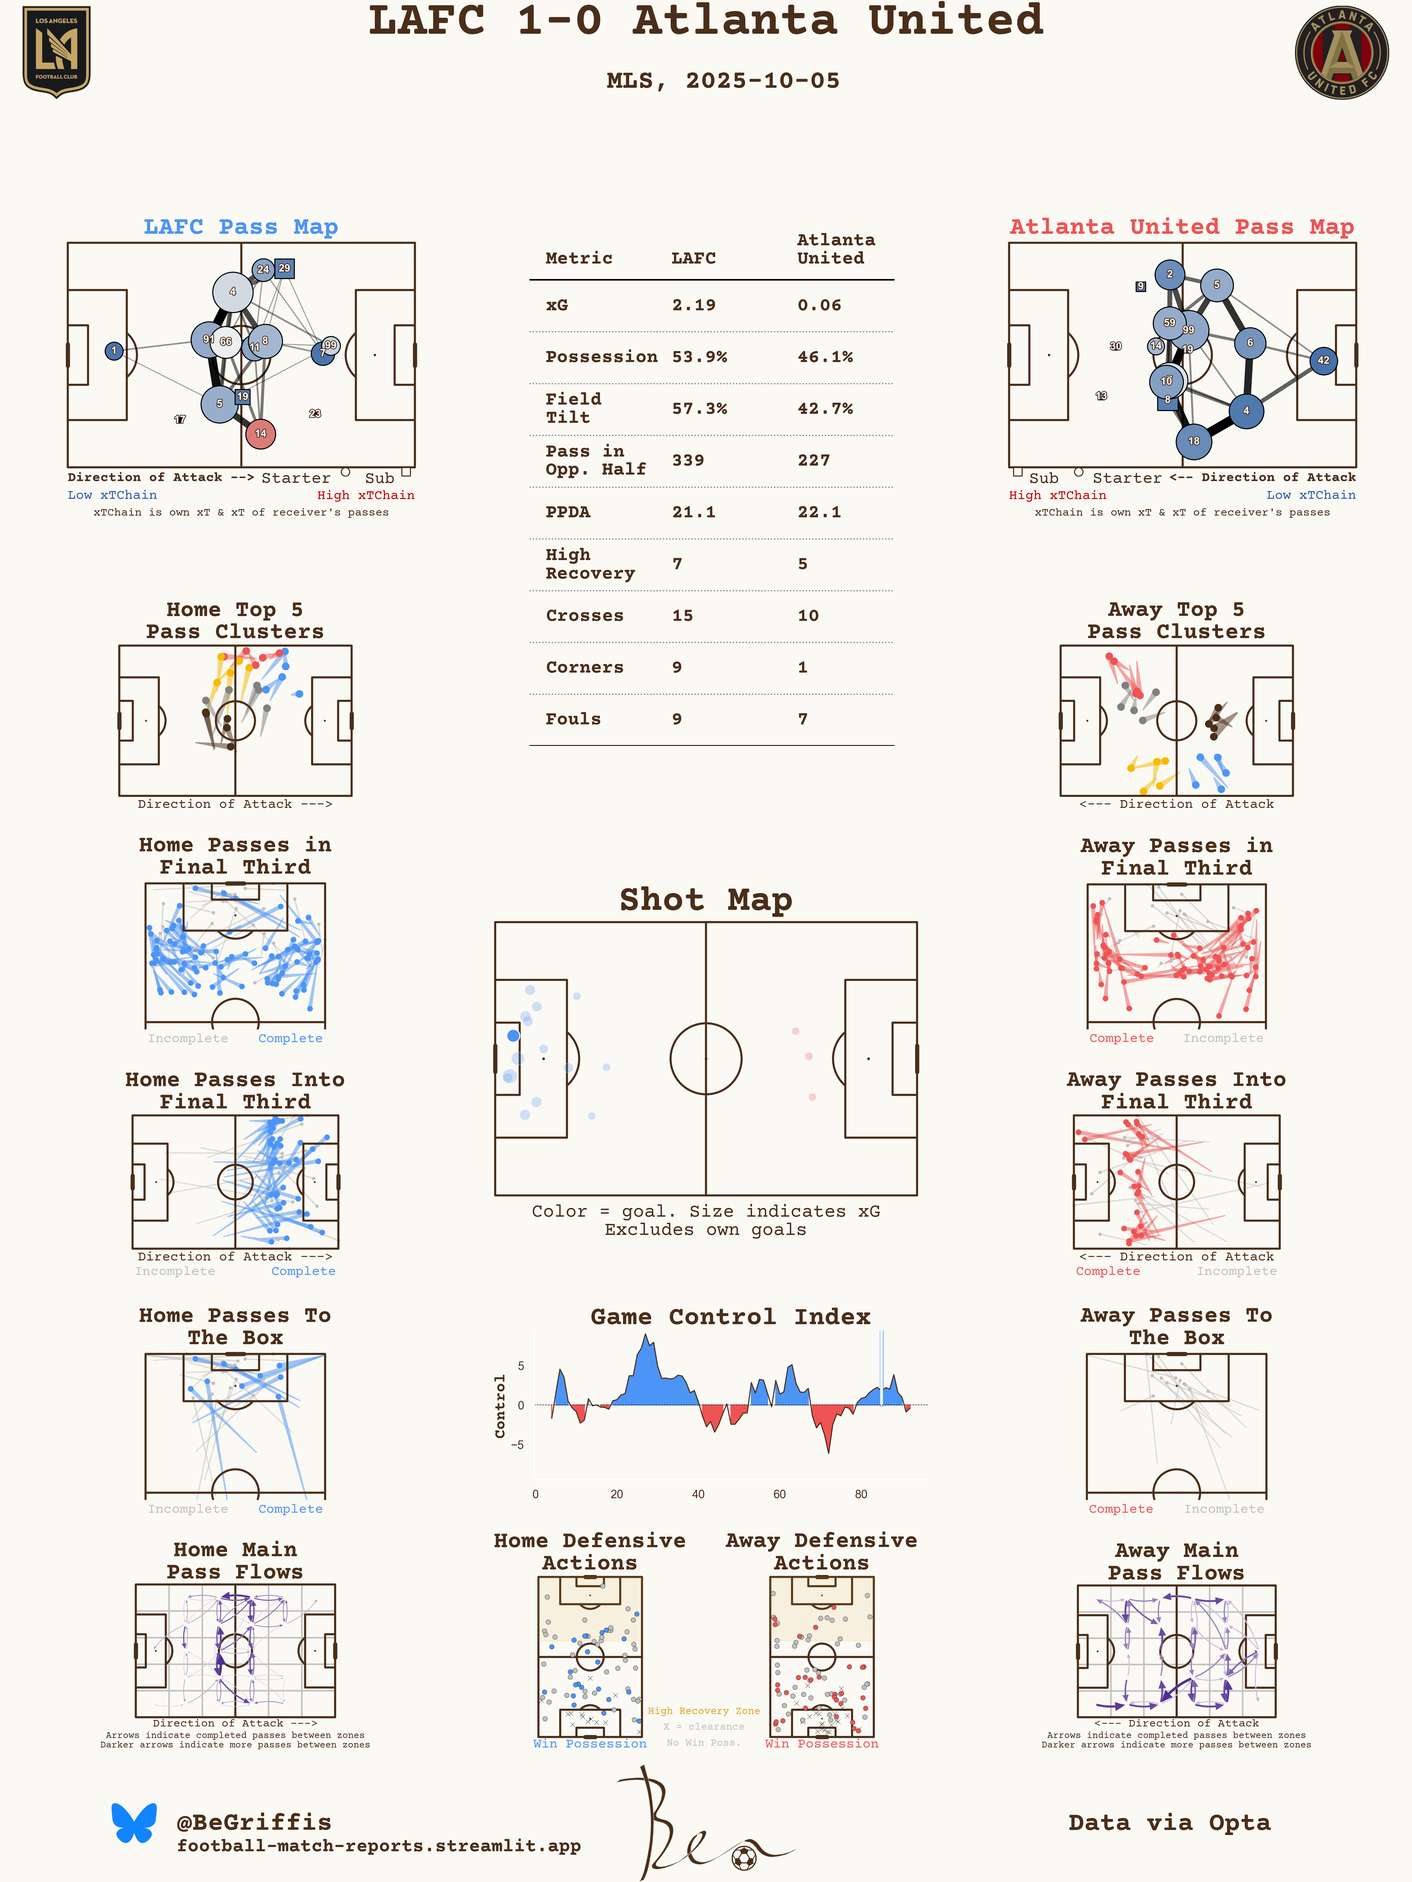 LAFC 1-0 Atlanta United
MLS, 2025-10-05
LOS ANGELES
FOOTBALL CLUB
ATLANTA
UNITED FC
LAFC Pass Map
24 29
4
91 66 11 8
1 7 99
5 19
17 23
14
Direction of Attack --> Starter Sub
Low xTChain High xTChain
xTChain is own xT & xT of receiver's passes
Metric LAFC Atlanta United
xG 2.19 0.06
Possession 53.9% 46.1%
Field Tilt 57.3% 42.7%
Pass in Opp. Half 339 227
PPDA 21.1 22.1
High Recovery 7 5
Crosses 15 10
Corners 9 1
Fouls 9 7
Atlanta United Pass Map
2
9 5
59 99
30 14 19 6
42
10
13 8 4
18
Sub Starter <-- Direction of Attack
High xTChain Low xTChain
xTChain is own xT & xT of receiver's passes
Home Top 5
Pass Clusters
Direction of Attack --->
Away Top 5
Pass Clusters
<--- Direction of Attack
Home Passes in
Final Third
Incomplete Complete
Away Passes in
Final Third
Complete Incomplete
Shot Map
Color = goal. Size indicates xG
Excludes own goals
Home Passes Into
Final Third
Direction of Attack --->
Incomplete Complete
Away Passes Into
Final Third
<--- Direction of Attack
Complete Incomplete
Home Passes To
The Box
Incomplete Complete
Game Control Index
Control
5
0
−5
0 20 40 60 80
Away Passes To
The Box
Complete Incomplete
Home Main
Pass Flows
Direction of Attack --->
Arrows indicate completed passes between zones
Darker arrows indicate more passes between zones
Home Defensive
Actions
Win Possession
Away Defensive
Actions
Win Possession
High Recovery Zone
X = clearance
No Win Poss.
Away Main
Pass Flows
<--- Direction of Attack
Arrows indicate completed passes between zones
Darker arrows indicate more passes between zones
@BeGriffis
football-match-reports.streamlit.app
Ben
Data via Opta